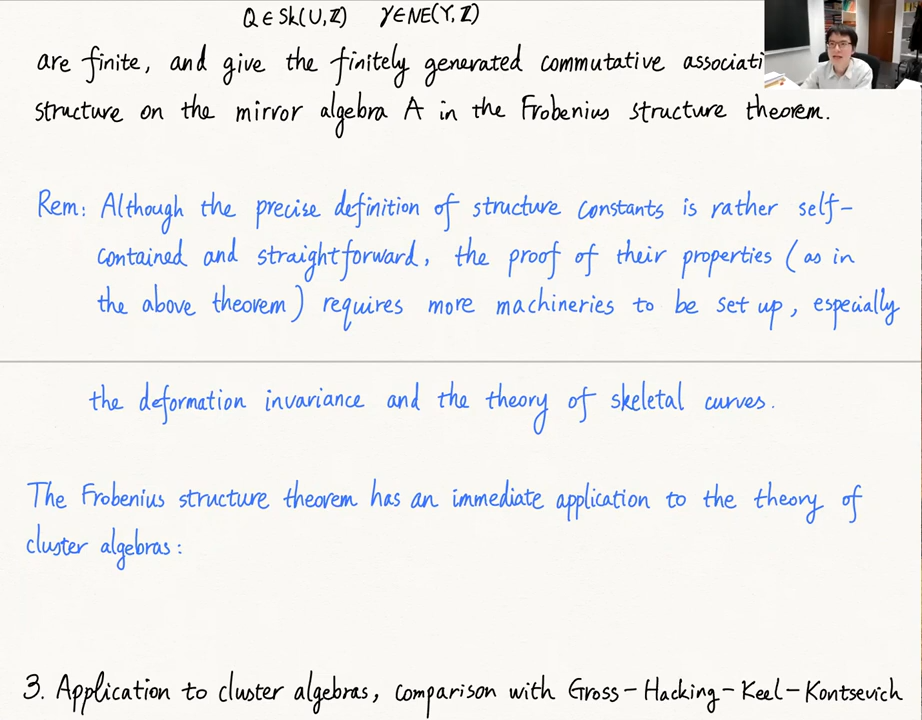 Q ∈ Sk(U, ℤ) γ ∈ NE(Y, ℤ)
are finite, and give the finitely generated commutative associati
structure on the mirror algebra A in the Frobenius structure theorem.
Rem: Although the precise definition of structure constants is rather self-
contained and straightforward, the proof of their properties (as in
the above theorem) requires more machineries to be set up, especially
the deformation invariance and the theory of skeletal curves.
The Frobenius structure theorem has an immediate application to the theory of
cluster algebras:
3. Application to cluster algebras, comparison with Gross-Hacking-Keel-Kontsevich